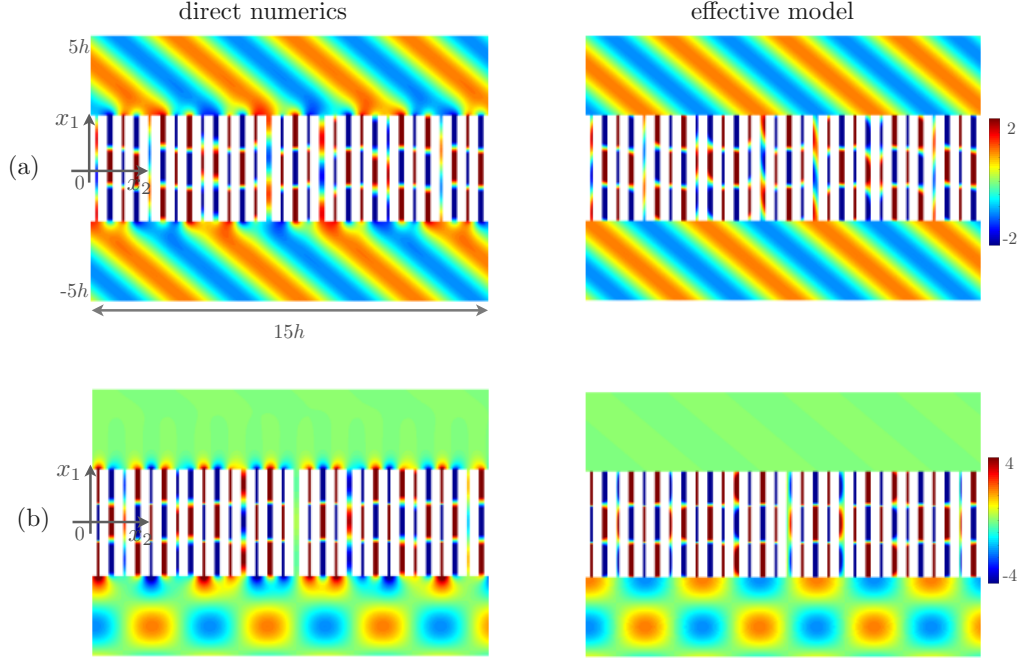 direct numerics
effective model
5h
x₁
(a)
0
x₂
-5h
15h
2
-2
x₁
(b)
0
x₂
4
-4